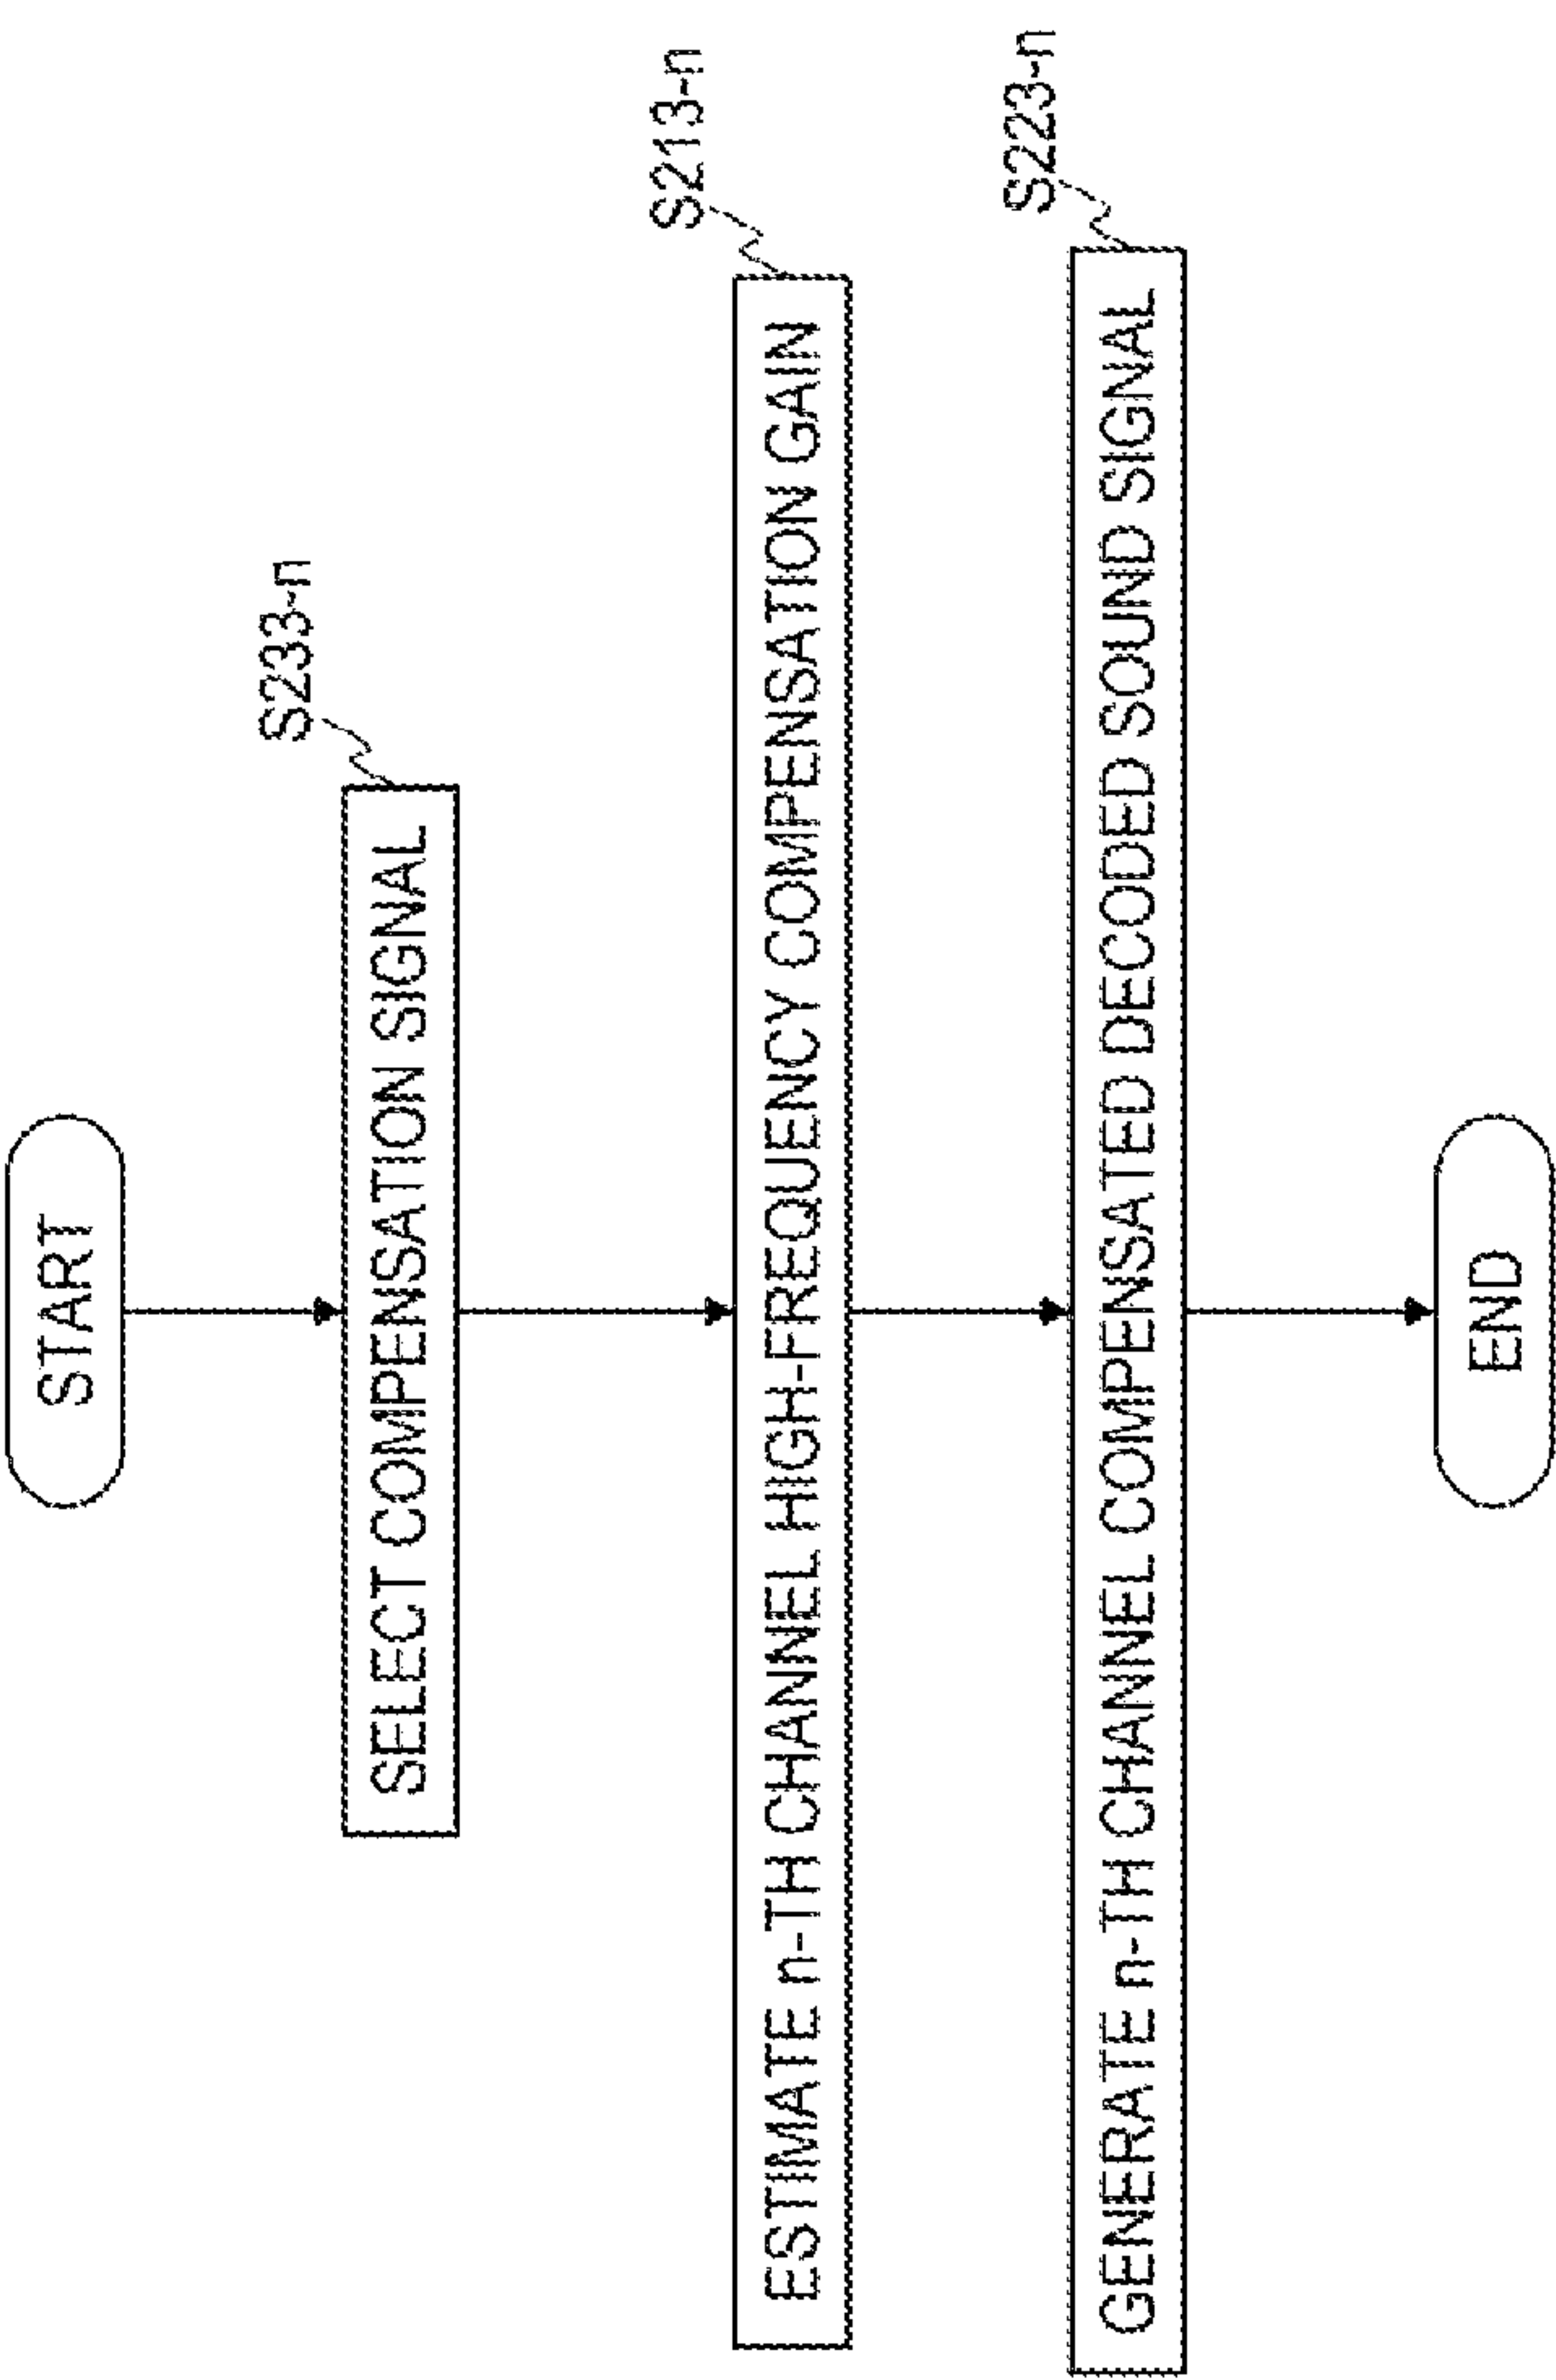 START
S233-n
SELECT COMPENSATION SIGNAL
S213-n
ESTIMATE n-TH CHANNEL HIGH-FREQUENCY COMPENSATION GAIN
S223-n
GENERATE n-TH CHANNEL COMPENSATED DECODED SOUND SIGNAL
END